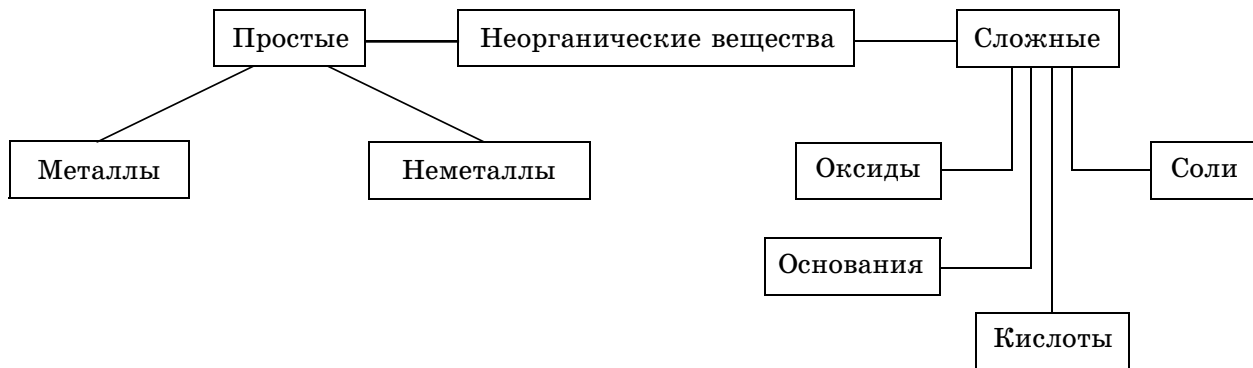 Простые
Неорганические вещества
Сложные
Металлы
Неметаллы
Оксиды
Соли
Основания
Кислоты